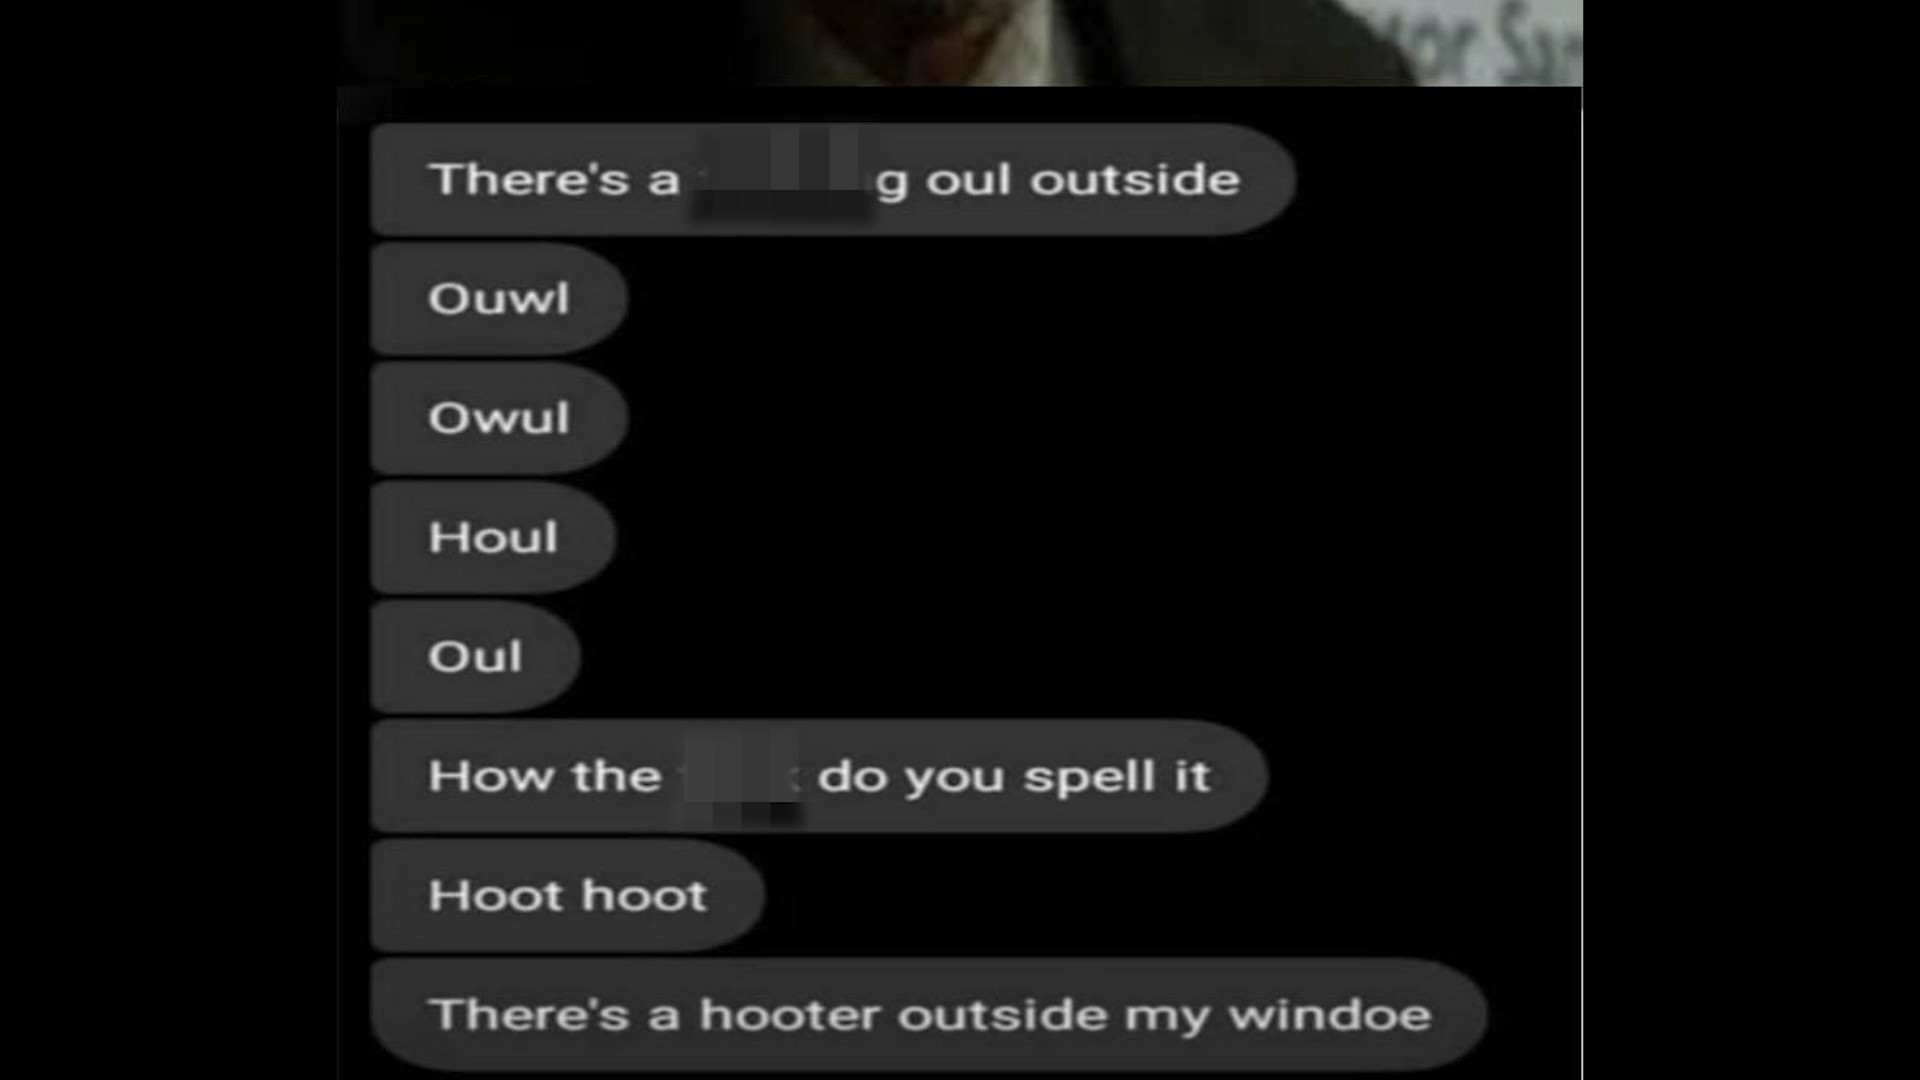 There's a g oul outside
Ouwl
Owul
Houl
Oul
How the do you spell it
Hoot hoot
There's a hooter outside my windoe